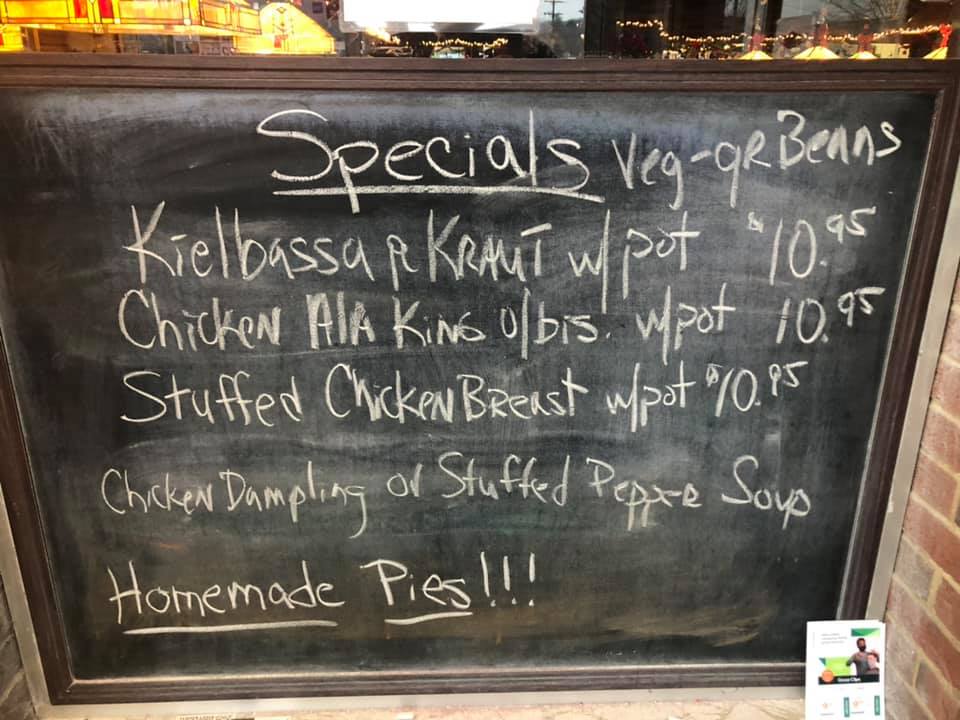 Specials Veg-gR Beans
Kielbassa & KRAUT w/pot $10.95
Chicken AlA King o/bis. w/pot 10.95
Stuffed Chicken Breast w/pot $10.95
Chicken Dampling or Stuffed Pepper Soup
Homemade Pies!!!